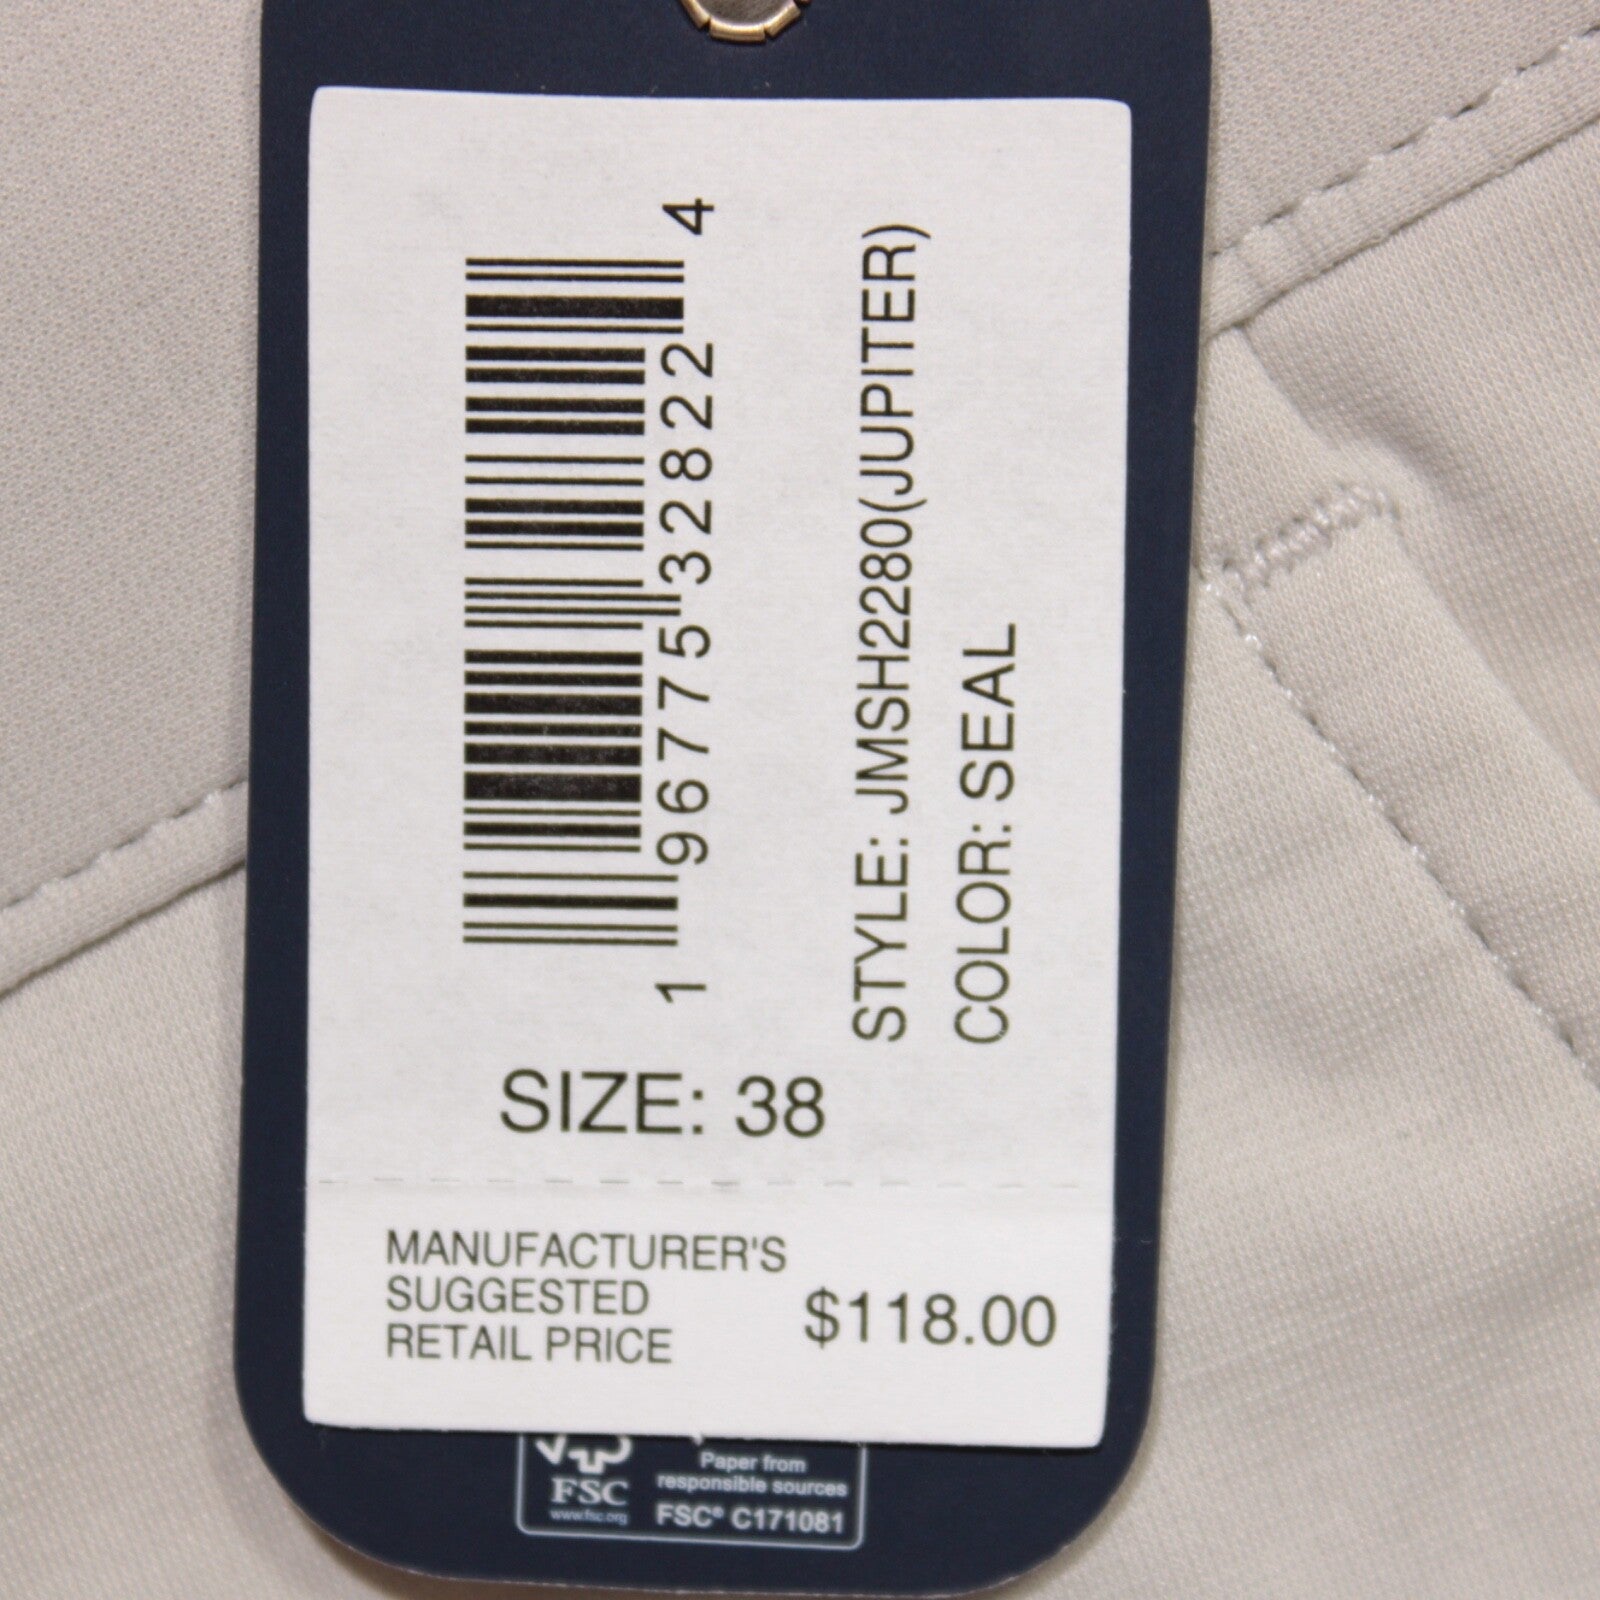 1 96775 32822 4
STYLE: JMSH2280(JUPITER)
COLOR: SEAL
SIZE: 38
MANUFACTURER'S
SUGGESTED
RETAIL PRICE
$118.00
Paper from
responsible sources
FSC
www.fsc.org
FSC® C171081